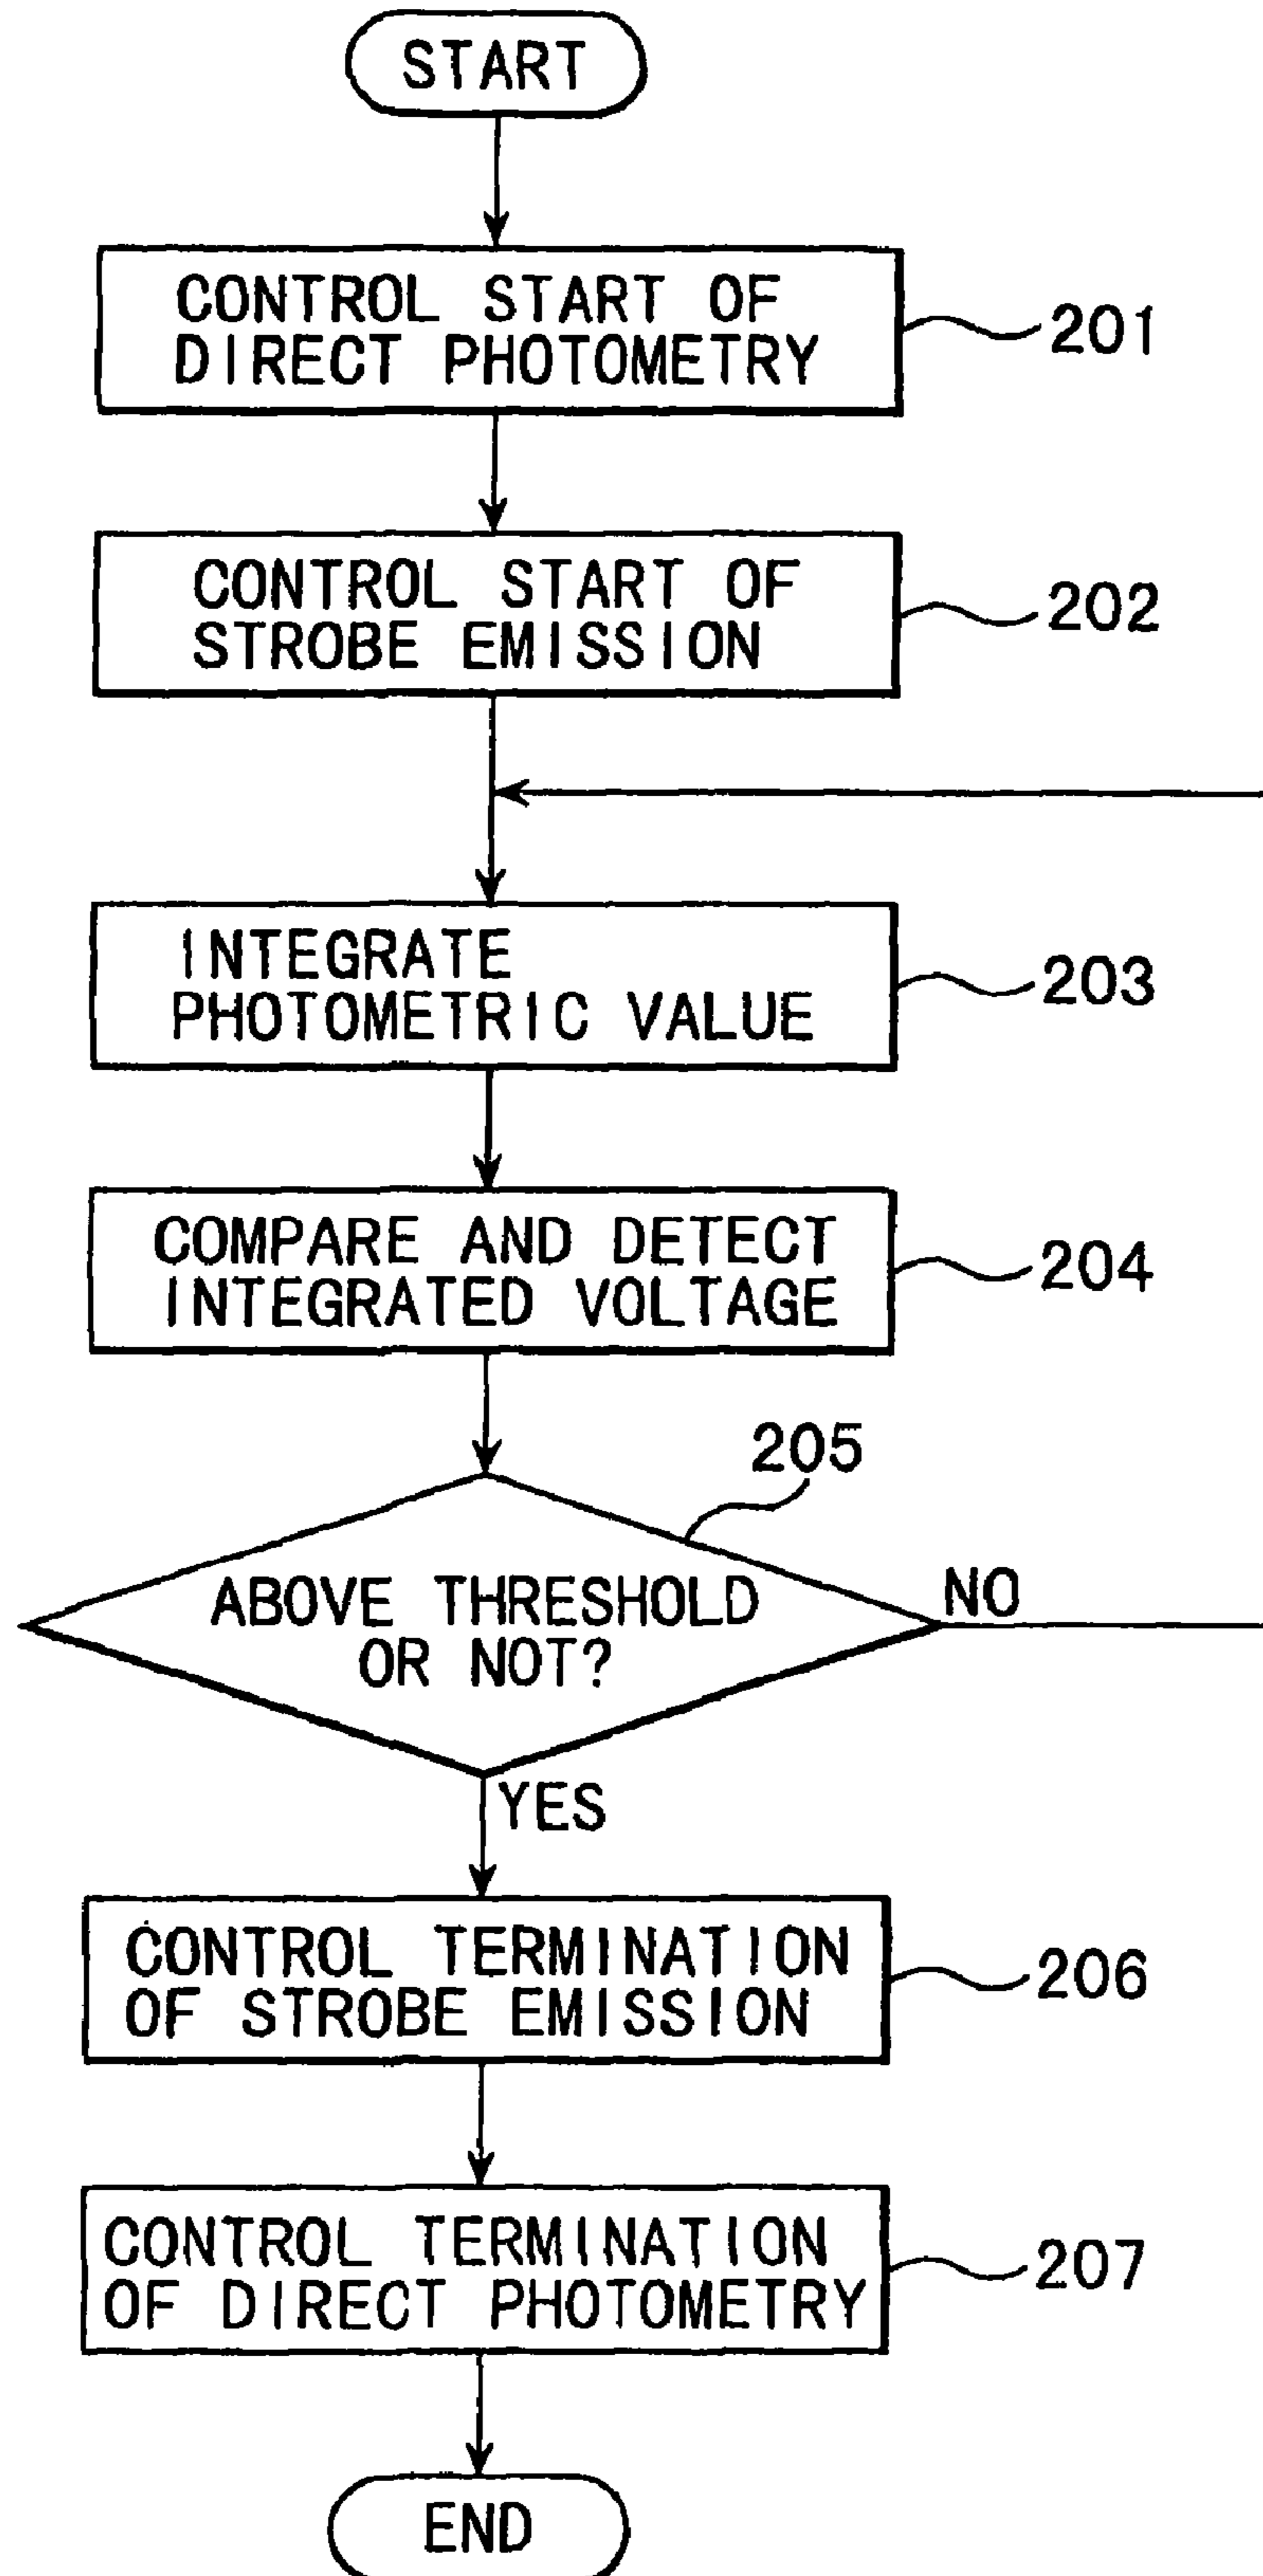 START
CONTROL START OF
DIRECT PHOTOMETRY
201
CONTROL START OF
STROBE EMISSION
202
INTEGRATE
PHOTOMETRIC VALUE
203
COMPARE AND DETECT
INTEGRATED VOLTAGE
204
205
ABOVE THRESHOLD
OR NOT?
NO
YES
CONTROL TERMINATION
OF STROBE EMISSION
206
CONTROL TERMINATION
OF DIRECT PHOTOMETRY
207
END